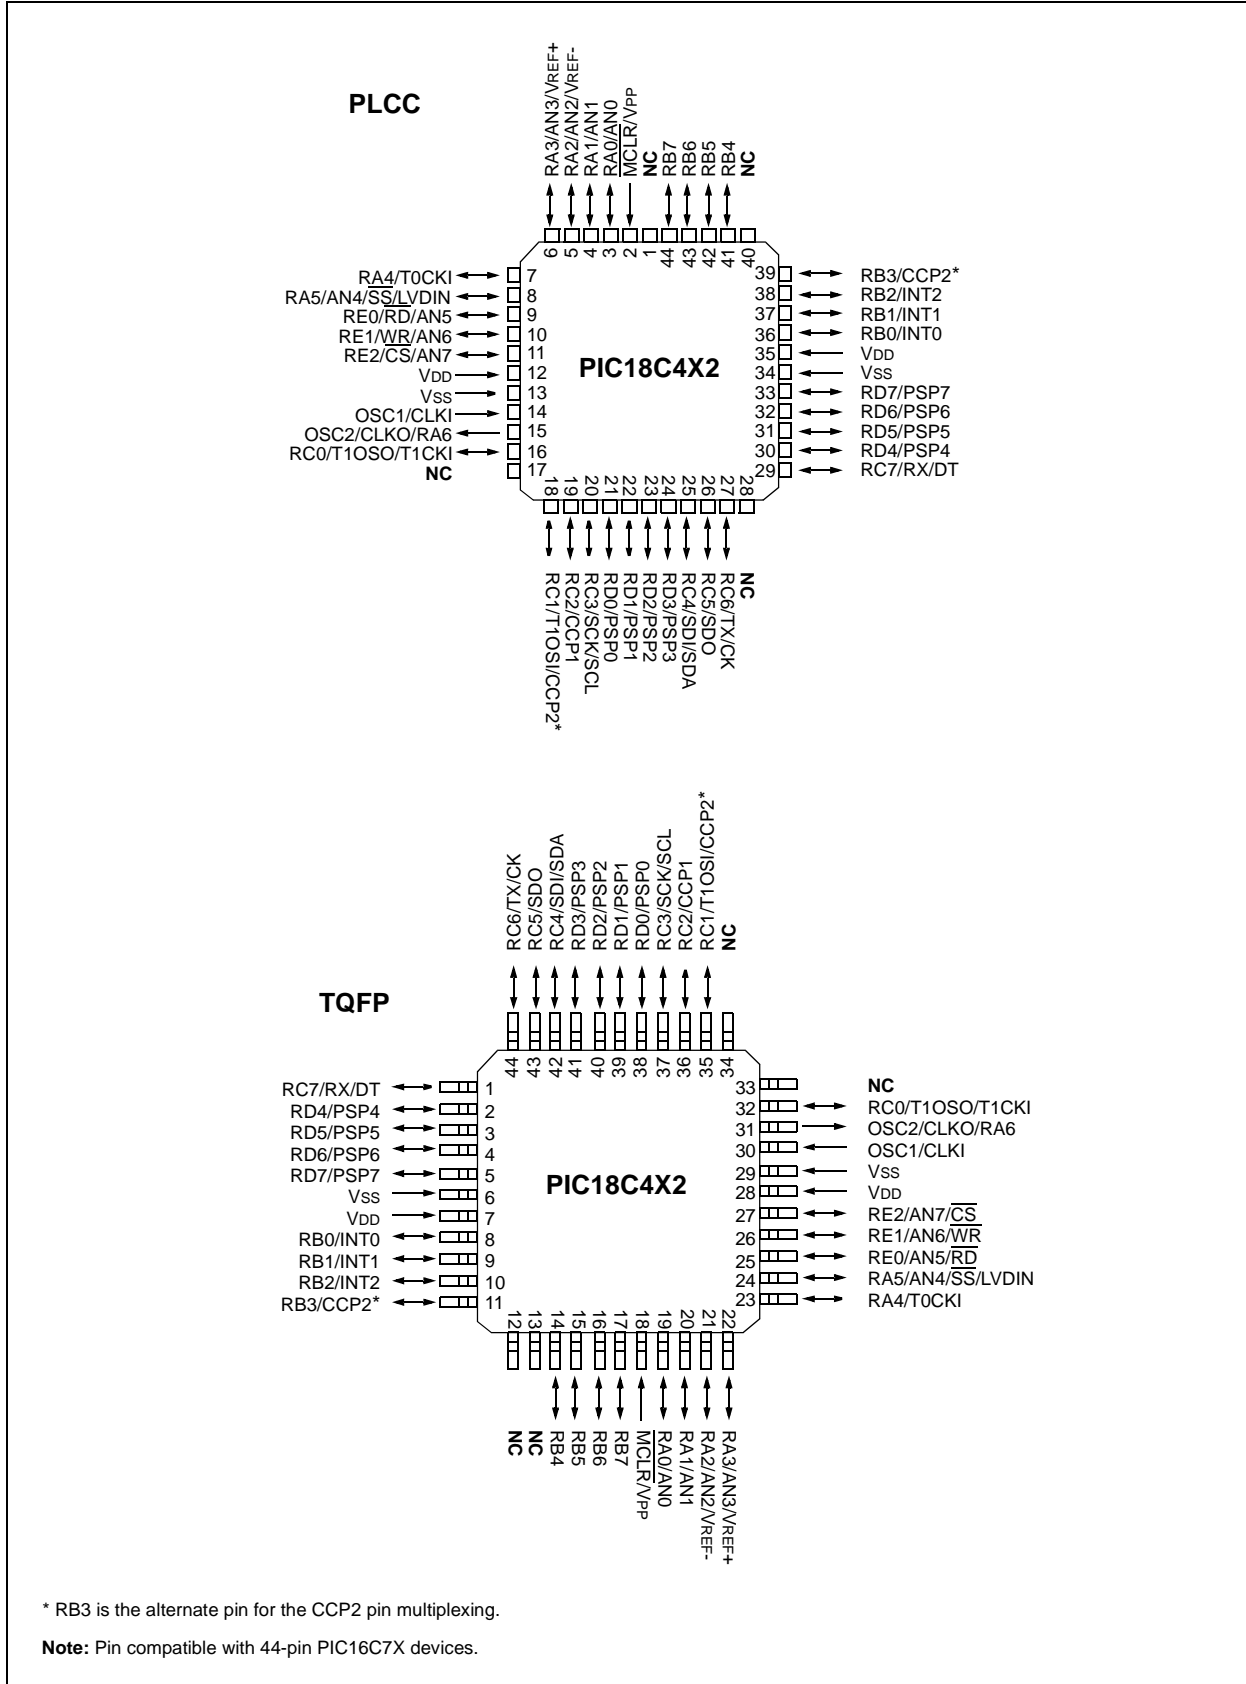 PLCC
RA3/AN3/VREF+
RA2/AN2/VREF-
RA1/AN1
RA0/AN0
MCLR/VPP
NC
RB7
RB6
RB5
RB4
NC
6
5
4
3
2
1
44
43
42
41
40
RA4/T0CKI 7
RA5/AN4/SS/LVDIN 8
RE0/RD/AN5 9
RE1/WR/AN6 10
RE2/CS/AN7 11
VDD 12
VSS 13
OSC1/CLKI 14
OSC2/CLKO/RA6 15
RC0/T1OSO/T1CKI 16
NC 17
PIC18C4X2
39 RB3/CCP2*
38 RB2/INT2
37 RB1/INT1
36 RB0/INT0
35 VDD
34 VSS
33 RD7/PSP7
32 RD6/PSP6
31 RD5/PSP5
30 RD4/PSP4
29 RC7/RX/DT
18
19
20
21
22
23
24
25
26
27
28
RC1/T1OSI/CCP2*
RC2/CCP1
RC3/SCK/SCL
RD0/PSP0
RD1/PSP1
RD2/PSP2
RD3/PSP3
RC4/SDI/SDA
RC5/SDO
RC6/TX/CK
NC
TQFP
RC6/TX/CK
RC5/SDO
RC4/SDI/SDA
RD3/PSP3
RD2/PSP2
RD1/PSP1
RD0/PSP0
RC3/SCK/SCL
RC2/CCP1
RC1/T1OSI/CCP2*
NC
44
43
42
41
40
39
38
37
36
35
34
RC7/RX/DT 1
RD4/PSP4 2
RD5/PSP5 3
RD6/PSP6 4
RD7/PSP7 5
VSS 6
VDD 7
RB0/INT0 8
RB1/INT1 9
RB2/INT2 10
RB3/CCP2* 11
PIC18C4X2
33 NC
32 RC0/T1OSO/T1CKI
31 OSC2/CLKO/RA6
30 OSC1/CLKI
29 VSS
28 VDD
27 RE2/AN7/CS
26 RE1/AN6/WR
25 RE0/AN5/RD
24 RA5/AN4/SS/LVDIN
23 RA4/T0CKI
12
13
14
15
16
17
18
19
20
21
22
NC
NC
RB4
RB5
RB6
RB7
MCLR/VPP
RA0/AN0
RA1/AN1
RA2/AN2/VREF-
RA3/AN3/VREF+
* RB3 is the alternate pin for the CCP2 pin multiplexing.
Note: Pin compatible with 44-pin PIC16C7X devices.